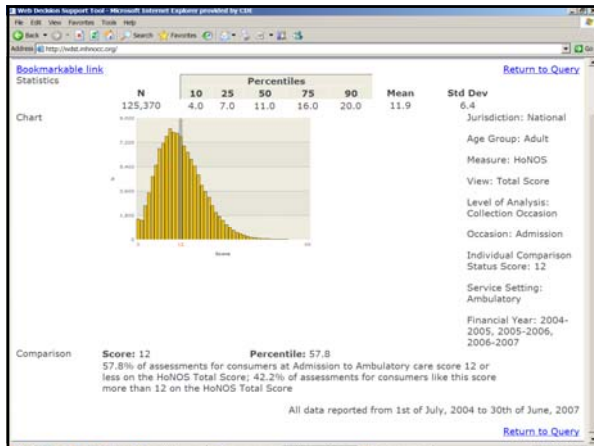 Web Decision Support Tool - Microsoft Internet Explorer provided by CDI
File Edit View Favorites Tools Help
Back Search Favorites
Address http://wdst.mhnocc.org/ Go
Bookmarkable link Return to Query
Statistics Percentiles
N 10 25 50 75 90 Mean Std Dev
125,370 4.0 7.0 11.0 16.0 20.0 11.9 6.4
Chart
Jurisdiction: National
Age Group: Adult
Measure: HoNOS
View: Total Score
Level of Analysis:
Collection Occasion
Occasion: Admission
Individual Comparison
Status Score: 12
Service Setting:
Ambulatory
Financial Year: 2004-
2005, 2005-2006,
2006-2007
0
12
Score
Comparison Score: 12 Percentile: 57.8
57.8% of assessments for consumers at Admission to Ambulatory care score 12 or
less on the HoNOS Total Score; 42.2% of assessments for consumers like this score
more than 12 on the HoNOS Total Score
All data reported from 1st of July, 2004 to 30th of June, 2007
Return to Query